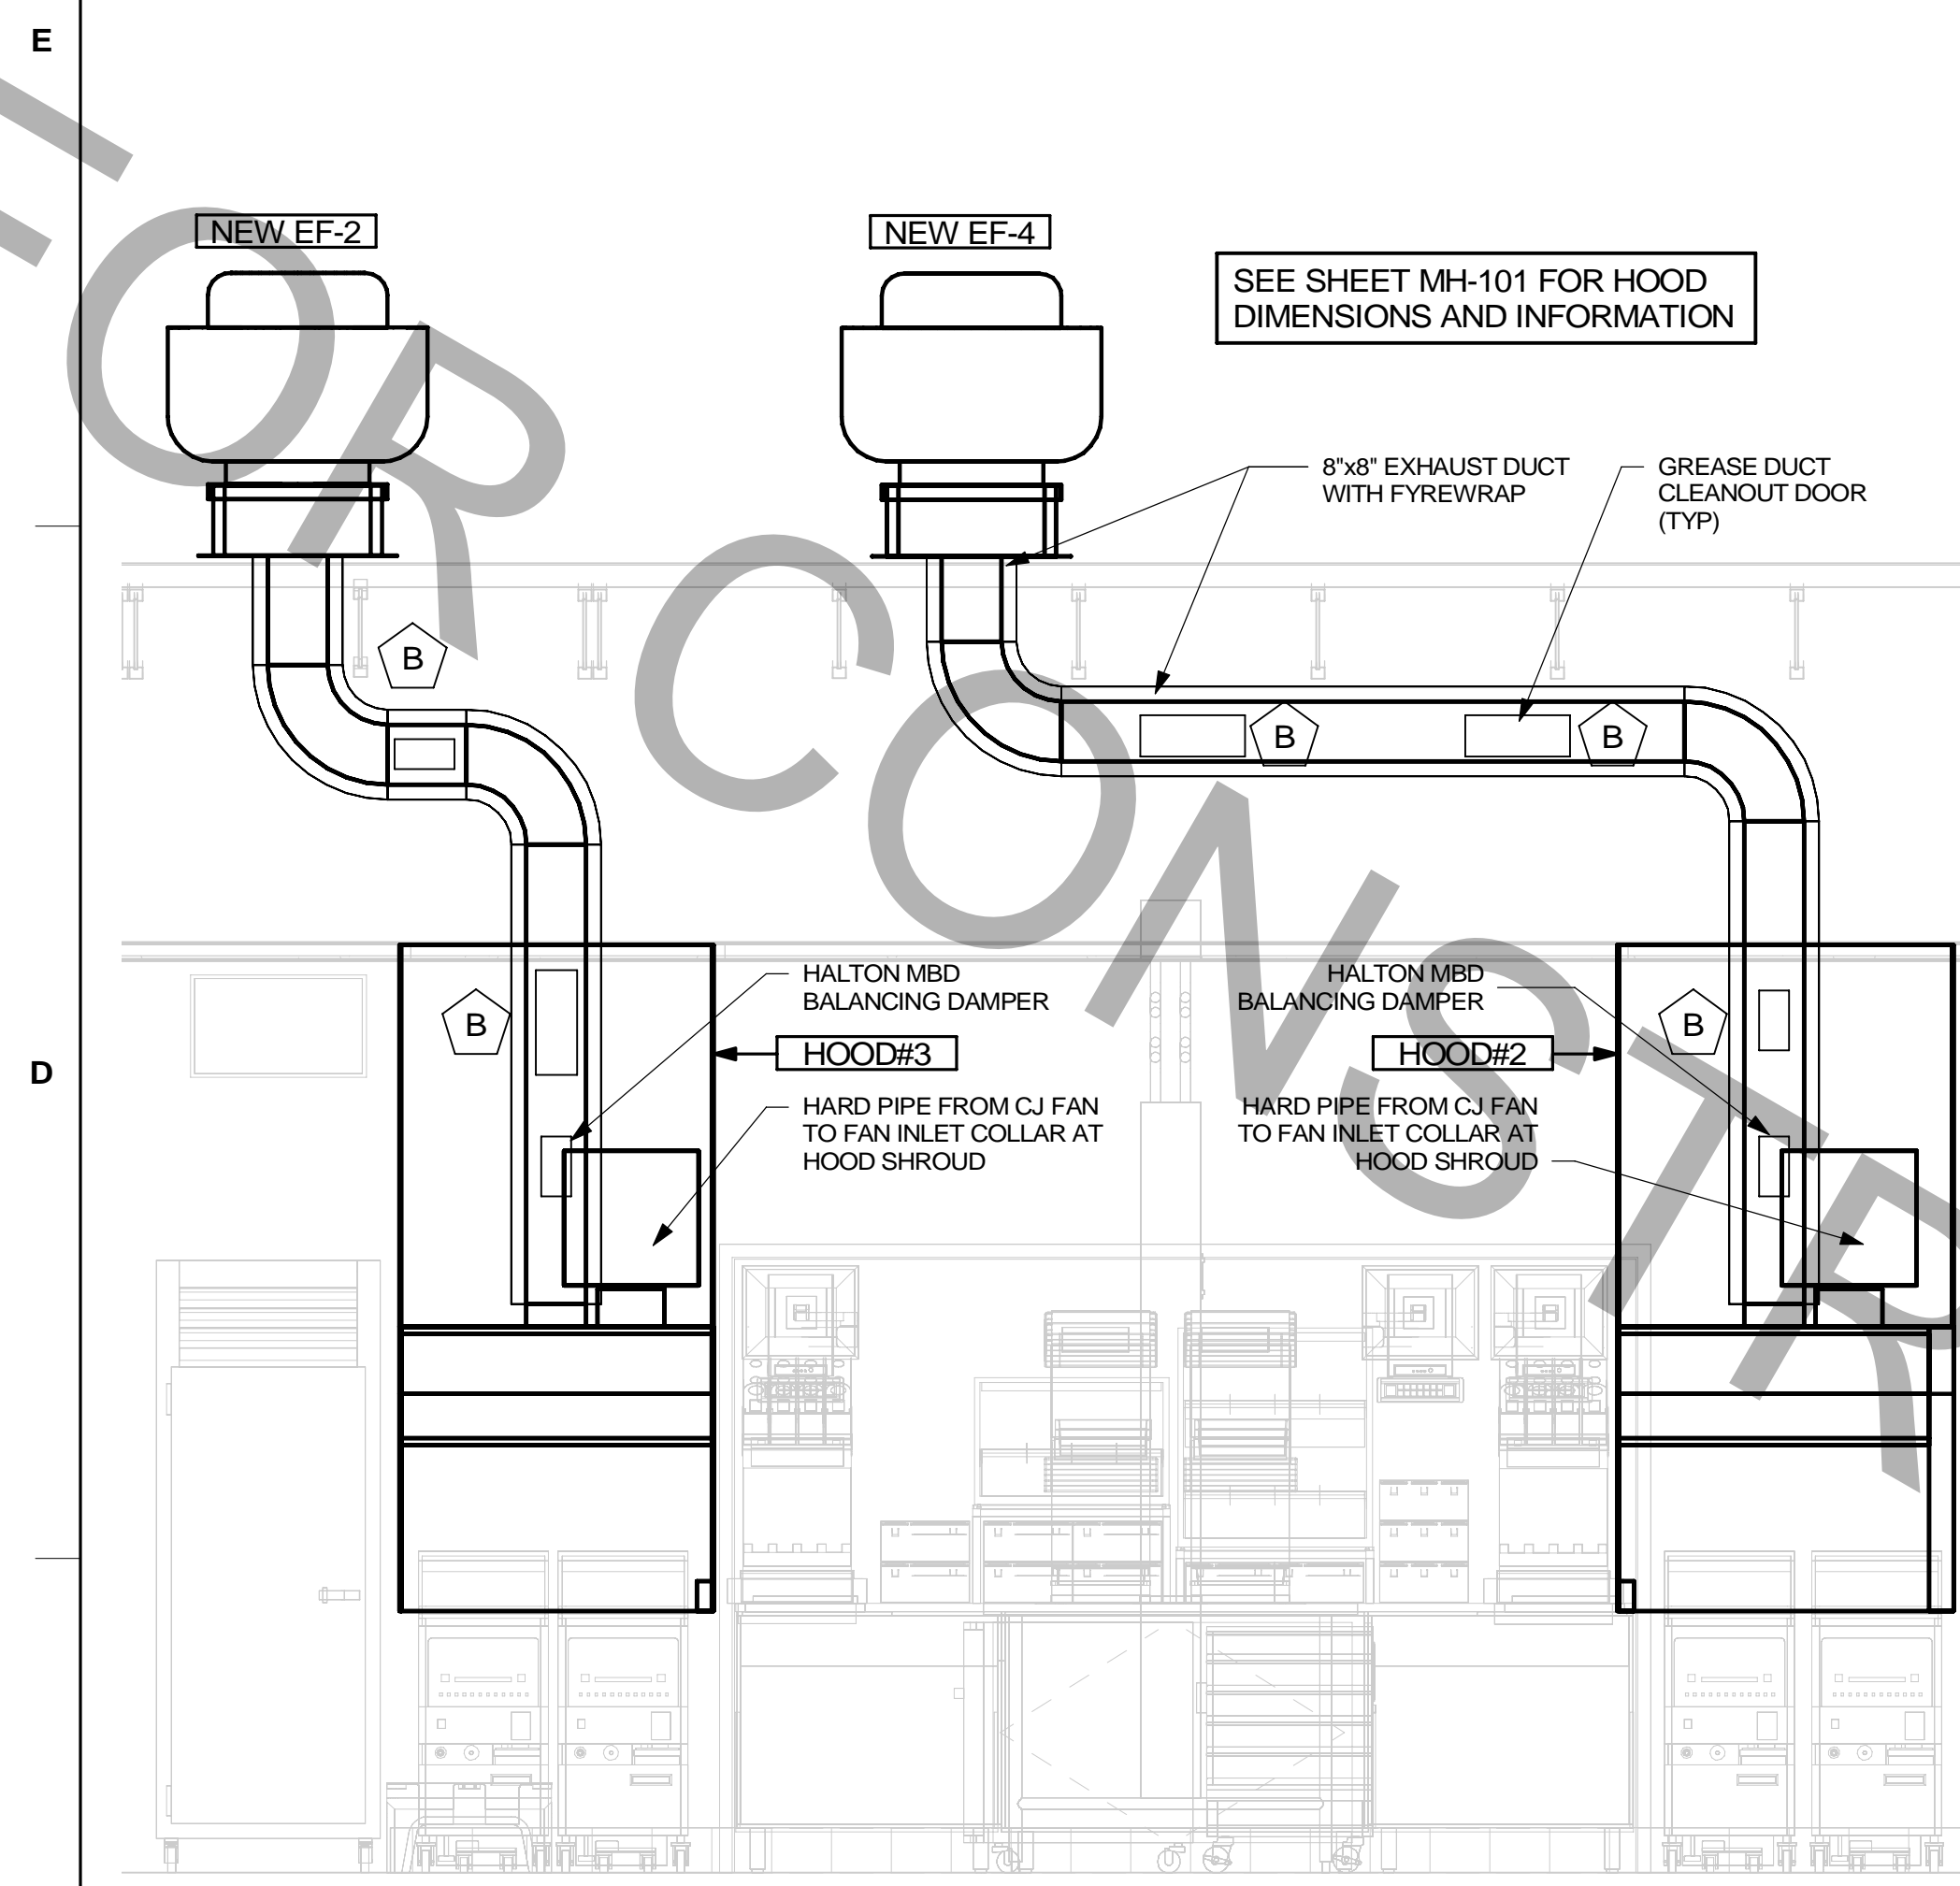 E
NEW EF-2
NEW EF-4
SEE SHEET MH-101 FOR HOOD
DIMENSIONS AND INFORMATION
8"x8" EXHAUST DUCT
WITH FYREWRAP
GREASE DUCT
CLEANOUT DOOR
(TYP)
B
B
B
HALTON MBD
BALANCING DAMPER
HALTON MBD
BALANCING DAMPER
B
B
HOOD#3
HOOD#2
D
HARD PIPE FROM CJ FAN
TO FAN INLET COLLAR AT
HOOD SHROUD
HARD PIPE FROM CJ FAN
TO FAN INLET COLLAR AT
HOOD SHROUD
FOR CONSTR